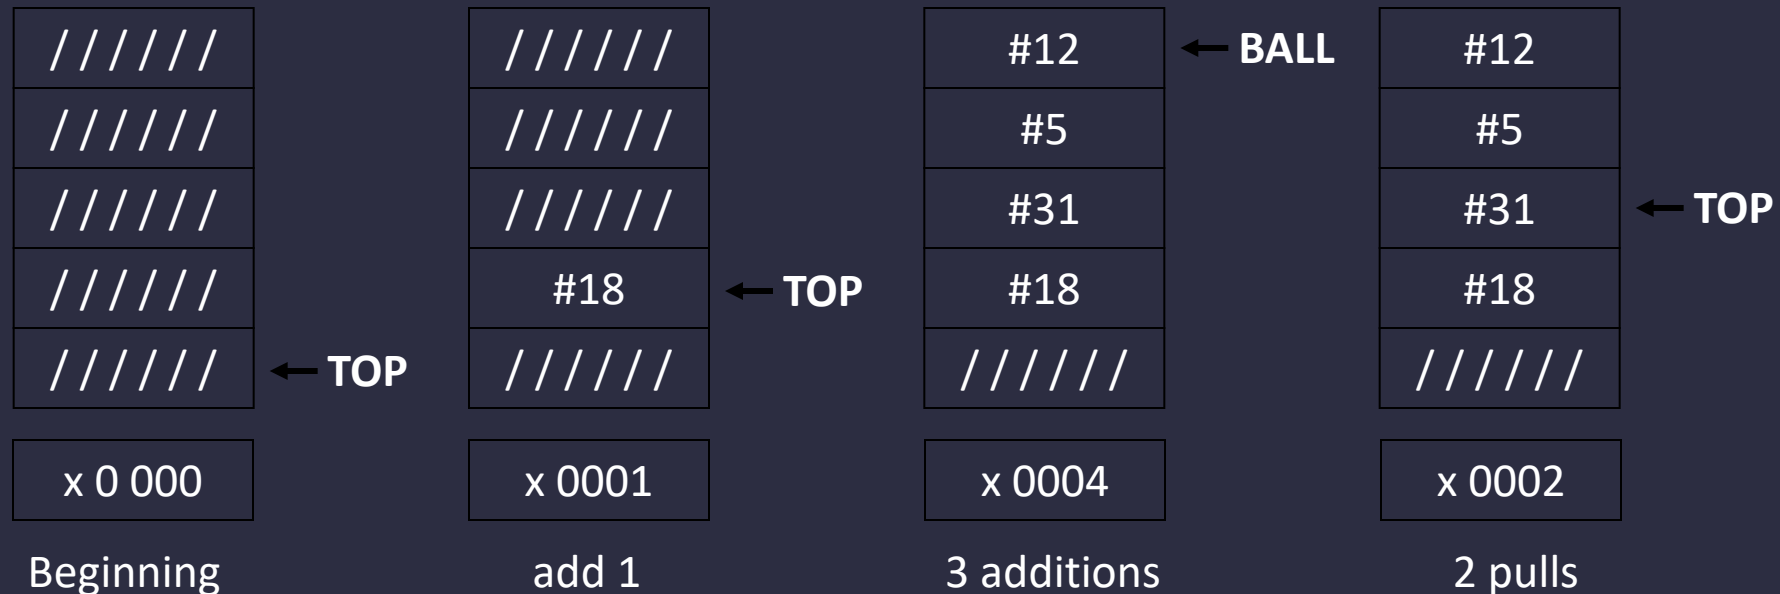 / / / / / /
/ / / / / /
/ / / / / /
/ / / / / /
/ / / / / / TOP
x 0 000
Beginning
/ / / / / /
/ / / / / /
/ / / / / /
#18 TOP
/ / / / / /
x 0001
add 1
#12 BALL
#5
#31
#18
/ / / / / /
x 0004
3 additions
#12
#5
#31 TOP
#18
/ / / / / /
x 0002
2 pulls